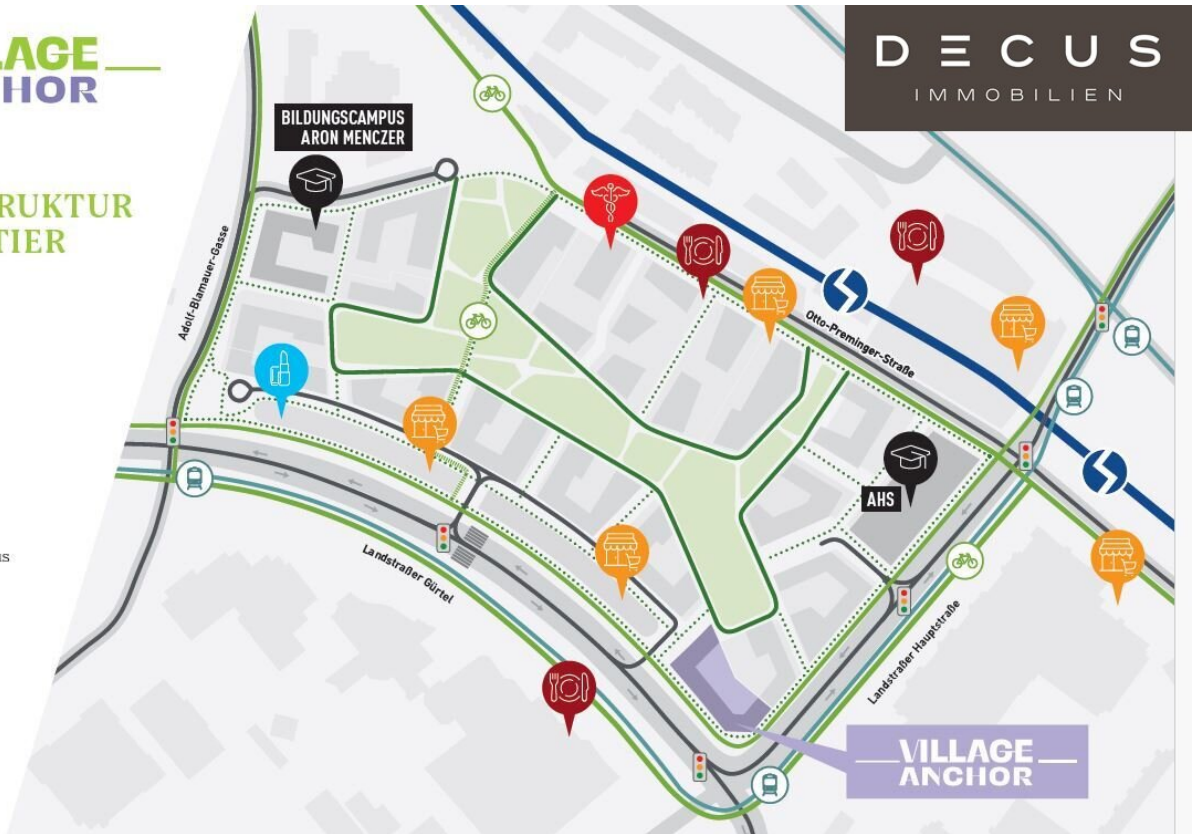 LAGE
HOR
DECUS
IMMOBILIEN
BILDUNGSCAMPUS
ARON MENCZER
RUKTUR
TIER
Adolf-Blamauer-Gasse
Otto-Preminger-Straße
AHS
us
Landstraßer Gürtel
Landstraßer Hauptstraße
VILLAGE
ANCHOR